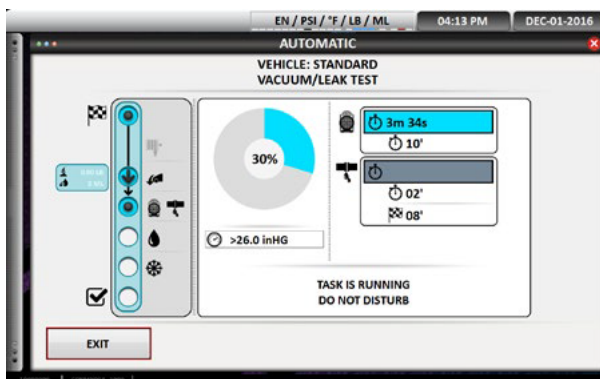 EN / PSI / °F / LB / ML
04:13 PM
DEC-01-2016
AUTOMATIC
VEHICLE: STANDARD
VACUUM/LEAK TEST
30%
>26.0 inHG
3m 34s
10'
02'
08'
TASK IS RUNNING
DO NOT DISTURB
EXIT